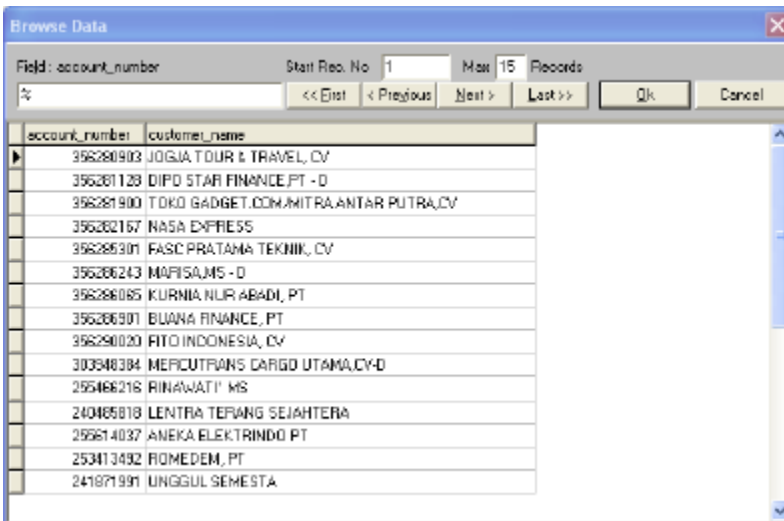 Browse Data
Field : account_number Start Rec. No 1 Max 15 Records
% << First < Previous Next > Last >> Ok Cancel
account_number customer_name
356280903 JOGJA TOUR & TRAVEL, CV
356281128 DIPO STAR FINANCE,PT - D
356281900 TOKO GADGET.COM/MITRA ANTAR PUTRA,CV
356282167 NASA EXPRESS
356285301 FASC PRATAMA TEKNIK, CV
356286243 MARISA,MS - D
356286065 KURNIA NUR ABADI, PT
356286901 BUANA FINANCE, PT
356290020 FITO INDONESIA, CV
303948384 MERCUTRANS CARGO UTAMA,CV-D
255466216 RINAWATI" MS
240485818 LENTRA TERANG SEJAHTERA
255614037 ANEKA ELEKTRINDO PT
253413492 ROMEDEM, PT
241871991 UNGGUL SEMESTA